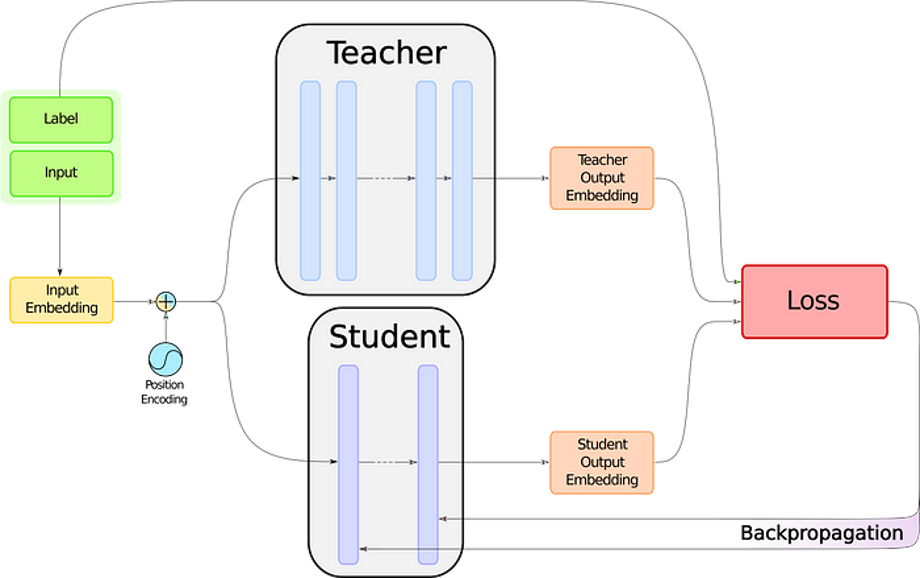 Teacher
Label
Input
Teacher
Output
Embedding
Input
Embedding
Loss
Student
Position
Encoding
Student
Output
Embedding
Backpropagation